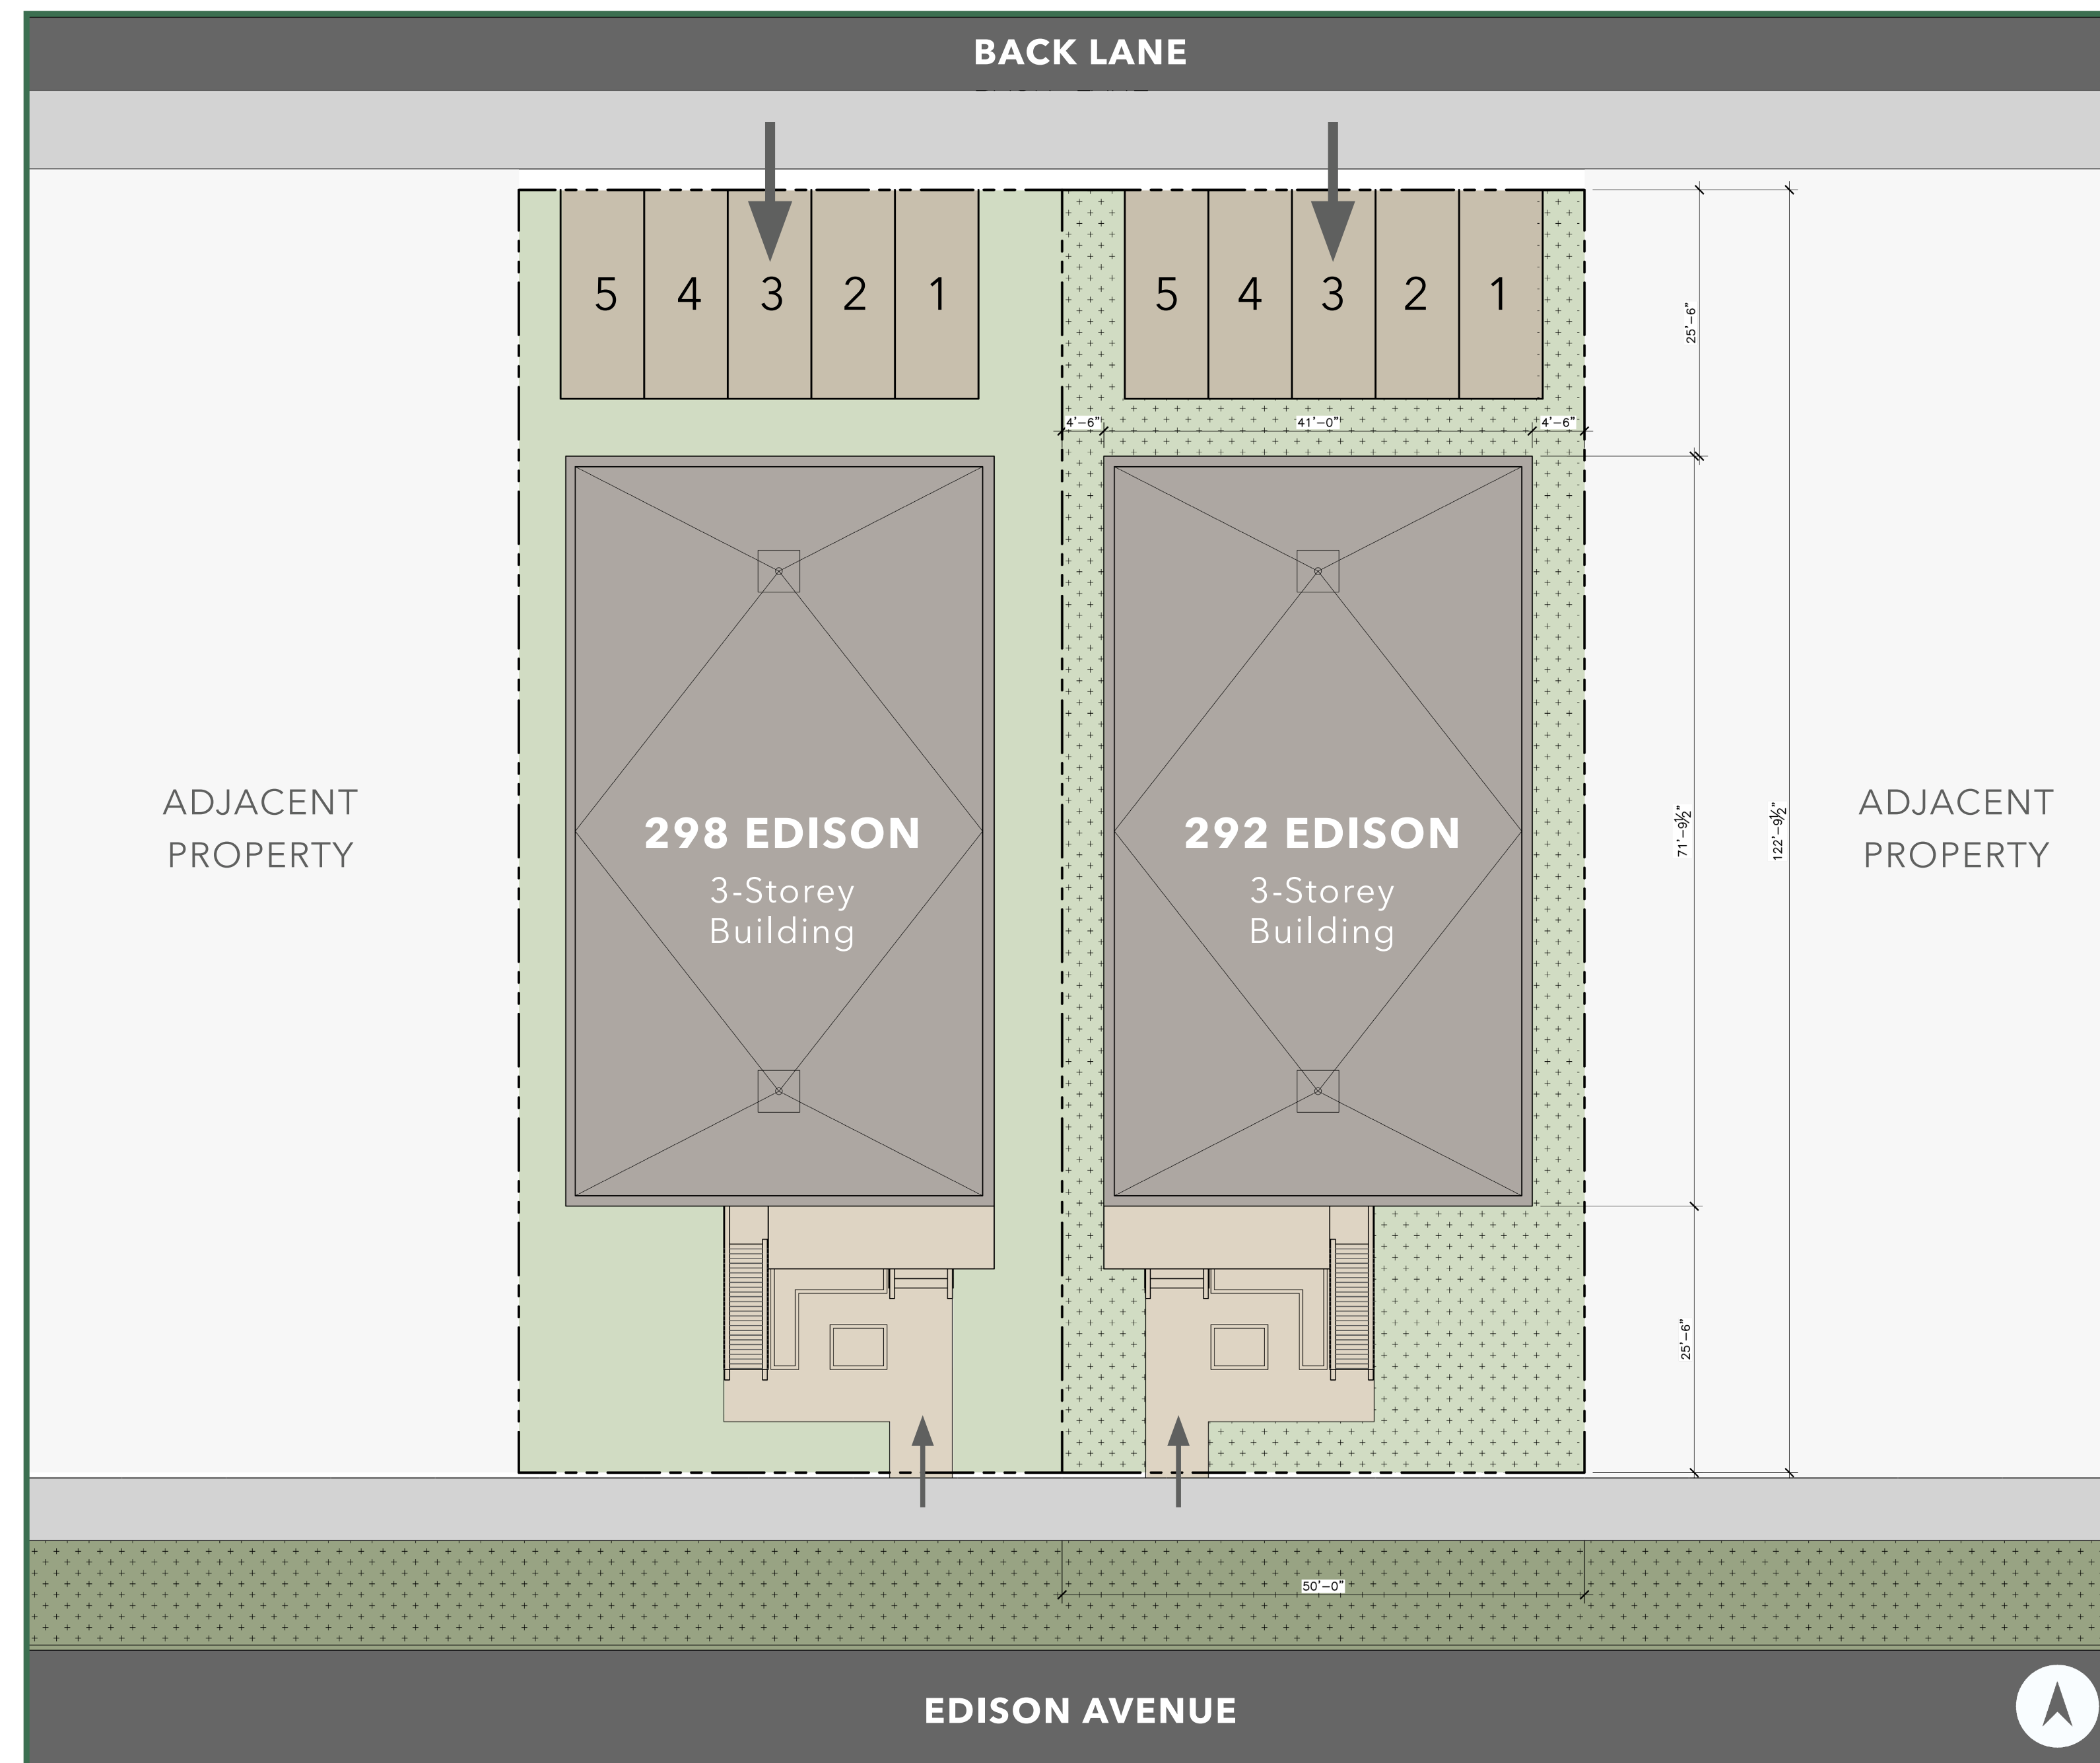 BACK LANE
5 4 3 2 1
5 4 3 2 1
25'-6"
4'-6"
41'-0"
4'-6"
ADJACENT
PROPERTY
298 EDISON
3-Storey
Building
292 EDISON
3-Storey
Building
71'-9½"
122'-9½"
ADJACENT
PROPERTY
25'-6"
50'-0"
EDISON AVENUE